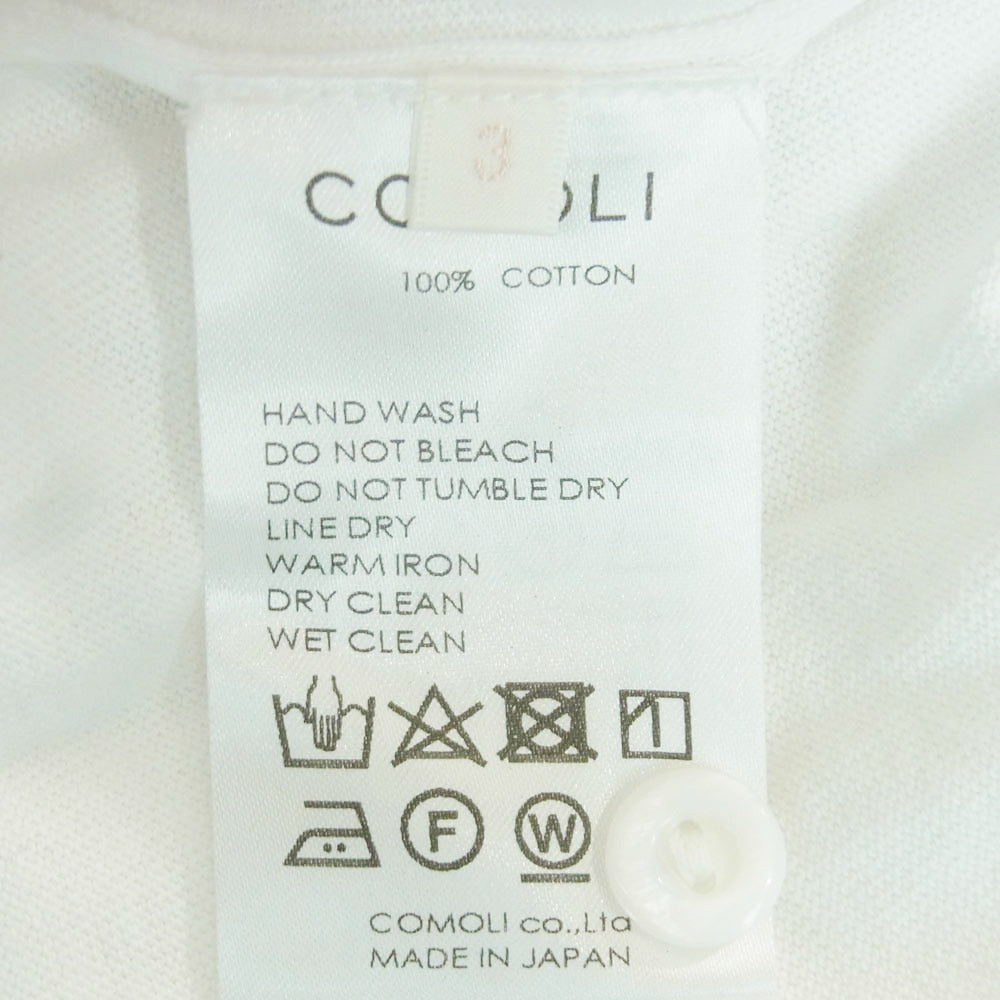 3
CO OLI
100% COTTON
HAND WASH
DO NOT BLEACH
DO NOT TUMBLE DRY
LINE DRY
WARM IRON
DRY CLEAN
WET CLEAN
F W
COMOLI co.,Ltd
MADE IN JAPAN